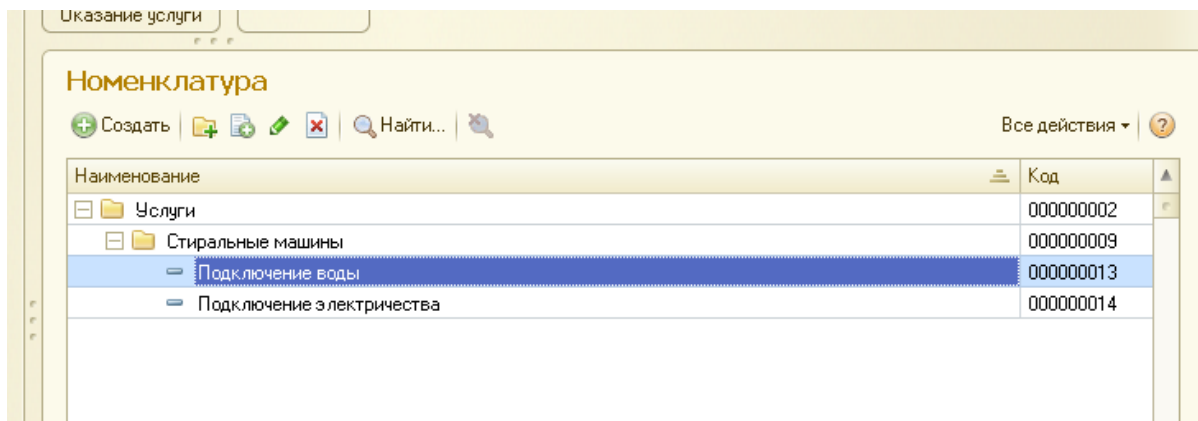 Оказание услуги
Номенклатура
Создать Найти... Все действия ?
Наименование Код
Услуги 000000002
Стиральные машины 000000009
Подключение воды 000000013
Подключение электричества 000000014